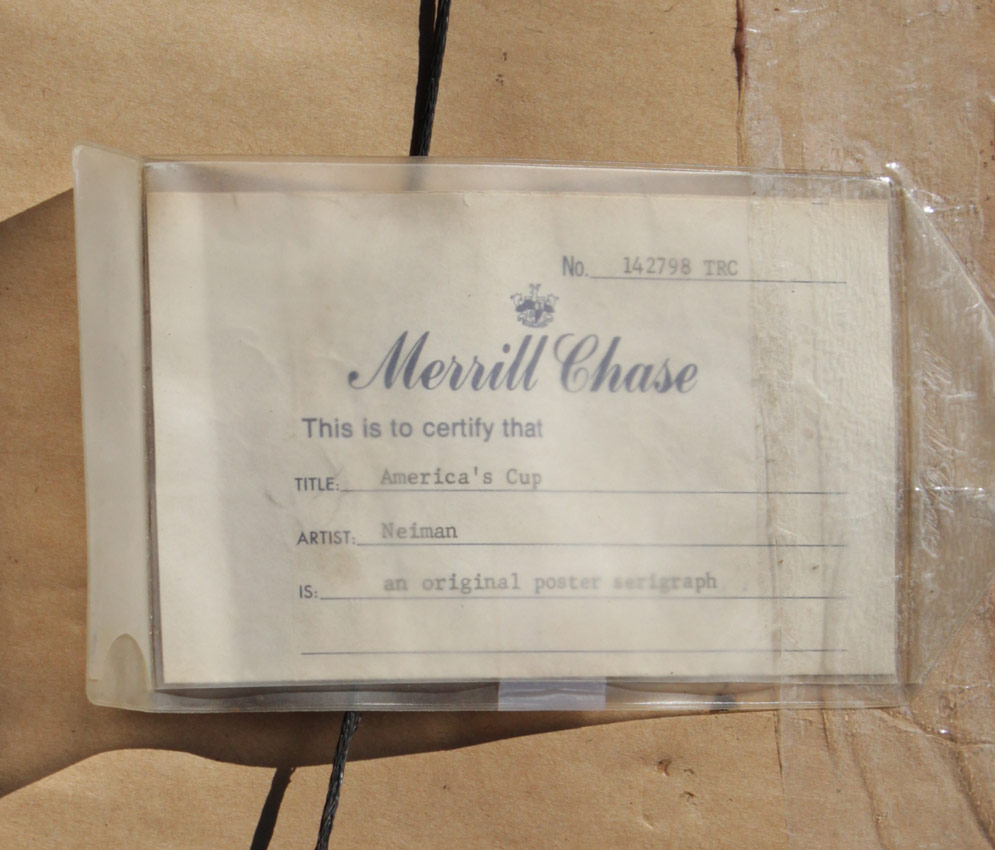 No. 142798 TRC
Merrill Chase
This is to certify that
TITLE: America's Cup
ARTIST: Neiman
IS: an original poster serigraph